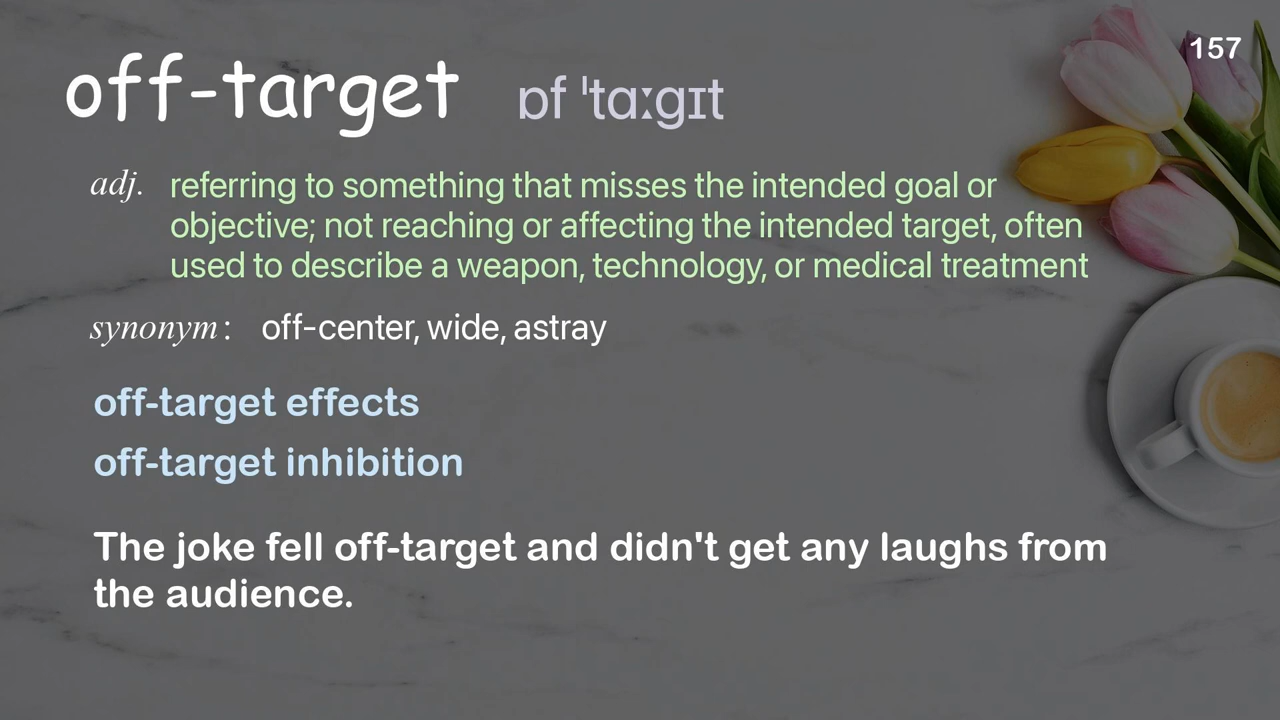 157
off-target ɒf ˈtɑːgɪt
adj. referring to something that misses the intended goal or
objective; not reaching or affecting the intended target, often
used to describe a weapon, technology, or medical treatment
synonym: off-center, wide, astray
off-target effects
off-target inhibition
The joke fell off-target and didn't get any laughs from
the audience.